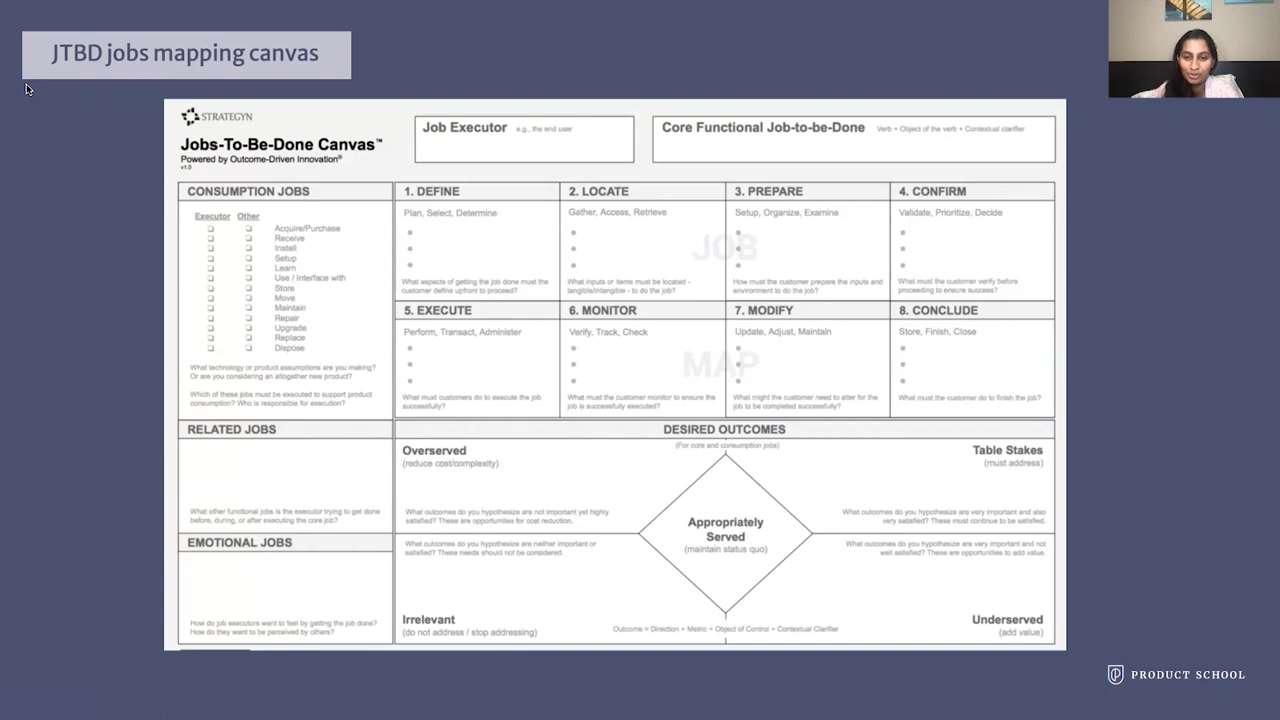 JTBD jobs mapping canvas
STRATEGYN
Jobs-To-Be-Done Canvas™
Powered by Outcome-Driven Innovation®
v1.0
Job Executor e.g., the end user
Core Functional Job-to-be-Done Verb + Object of the verb + Contextual clarifier
CONSUMPTION JOBS
Executor Other
Acquire/Purchase
Receive
Install
Setup
Learn
Use / Interface with
Store
Move
Maintain
Repair
Upgrade
Replace
Dispose
What technology or product assumptions are you making?
Or are you considering an altogether new product?
Which of these jobs must be executed to support product
consumption? Who is responsible for execution?
JOB
MAP
1. DEFINE
Plan, Select, Determine
What aspects of getting the job done must the
customer define upfront to proceed?
2. LOCATE
Gather, Access, Retrieve
What inputs or items must be located -
tangible/intangible - to do the job?
3. PREPARE
Setup, Organize, Examine
How must the customer prepare the inputs and
environment to do the job?
4. CONFIRM
Validate, Prioritize, Decide
What must the customer verify before
proceeding to ensure success?
5. EXECUTE
Perform, Transact, Administer
What must customers do to execute the job
successfully?
6. MONITOR
Verify, Track, Check
What must the customer monitor to ensure the
job is successfully executed?
7. MODIFY
Update, Adjust, Maintain
What might the customer need to alter for the
job to be completed successfully?
8. CONCLUDE
Store, Finish, Close
What must the customer do to finish the job?
RELATED JOBS
What other functional jobs is the executor trying to get done
before, during, or after executing the core job?
EMOTIONAL JOBS
How do job executors want to feel by getting the job done?
How do they want to be perceived by others?
DESIRED OUTCOMES
(For core and consumption jobs)
Overserved
(reduce cost/complexity)
What outcomes do you hypothesize are not important yet highly
satisfied? These are opportunities for cost reduction.
Table Stakes
(must address)
What outcomes do you hypothesize are very important and also
very satisfied? These must continue to be satisfied.
Appropriately
Served
(maintain status quo)
What outcomes do you hypothesize are neither important or
satisfied? These needs should not be considered.
Irrelevant
(do not address / stop addressing)
What outcomes do you hypothesize are very important and not
well satisfied? These are opportunities to add value.
Underserved
(add value)
Outcome = Direction + Metric + Object of Control + Contextual Clarifier
PRODUCT SCHOOL